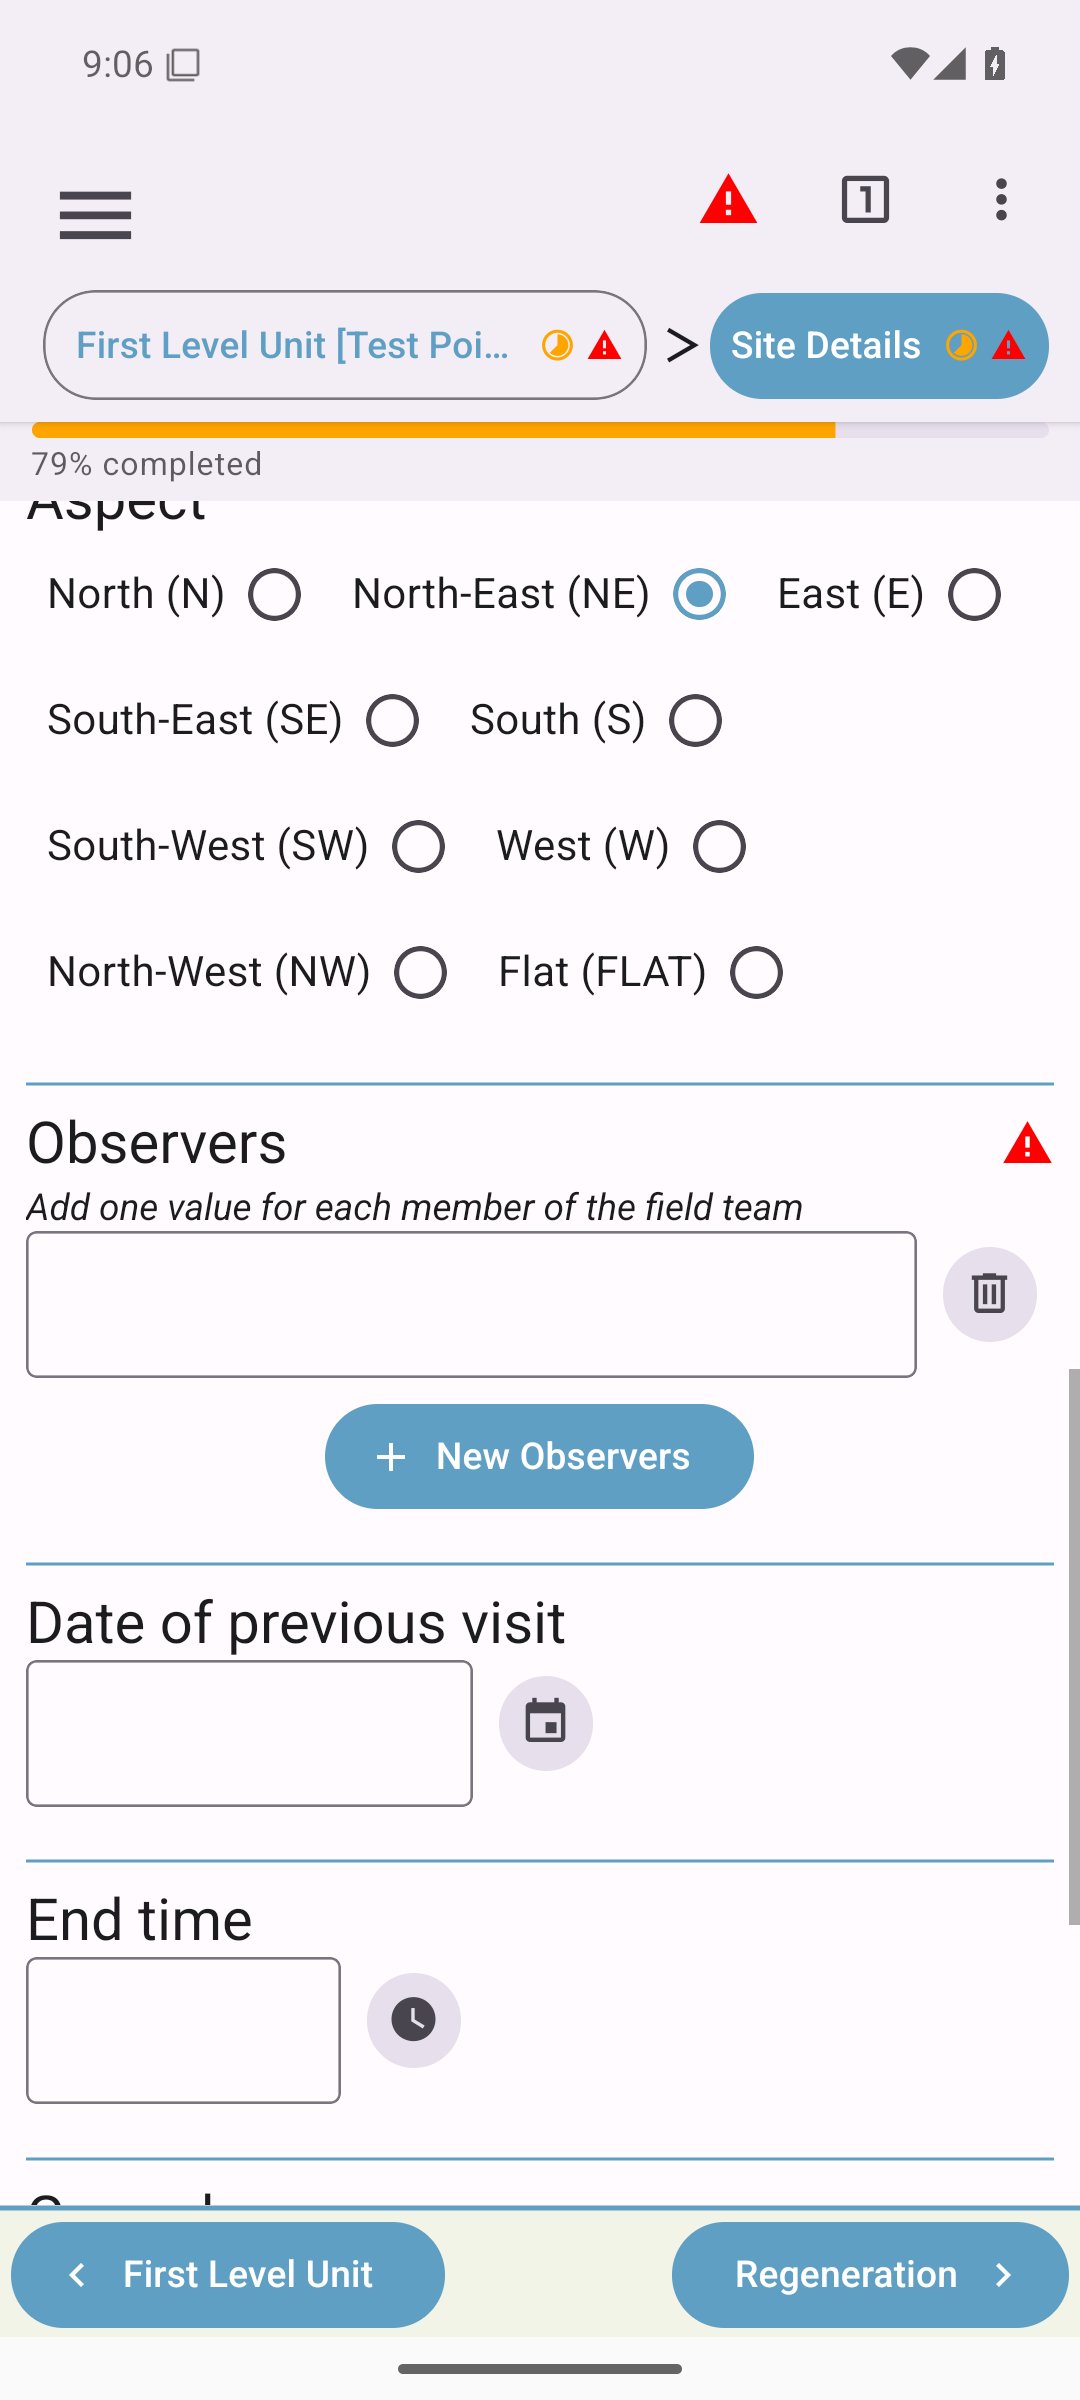 9:06
1
First Level Unit [Test Poi...
>
Site Details
79% completed
Aspect
North (N)
North-East (NE)
East (E)
South-East (SE)
South (S)
South-West (SW)
West (W)
North-West (NW)
Flat (FLAT)
Observers
Add one value for each member of the field team
+ New Observers
Date of previous visit
End time
< First Level Unit
Regeneration >